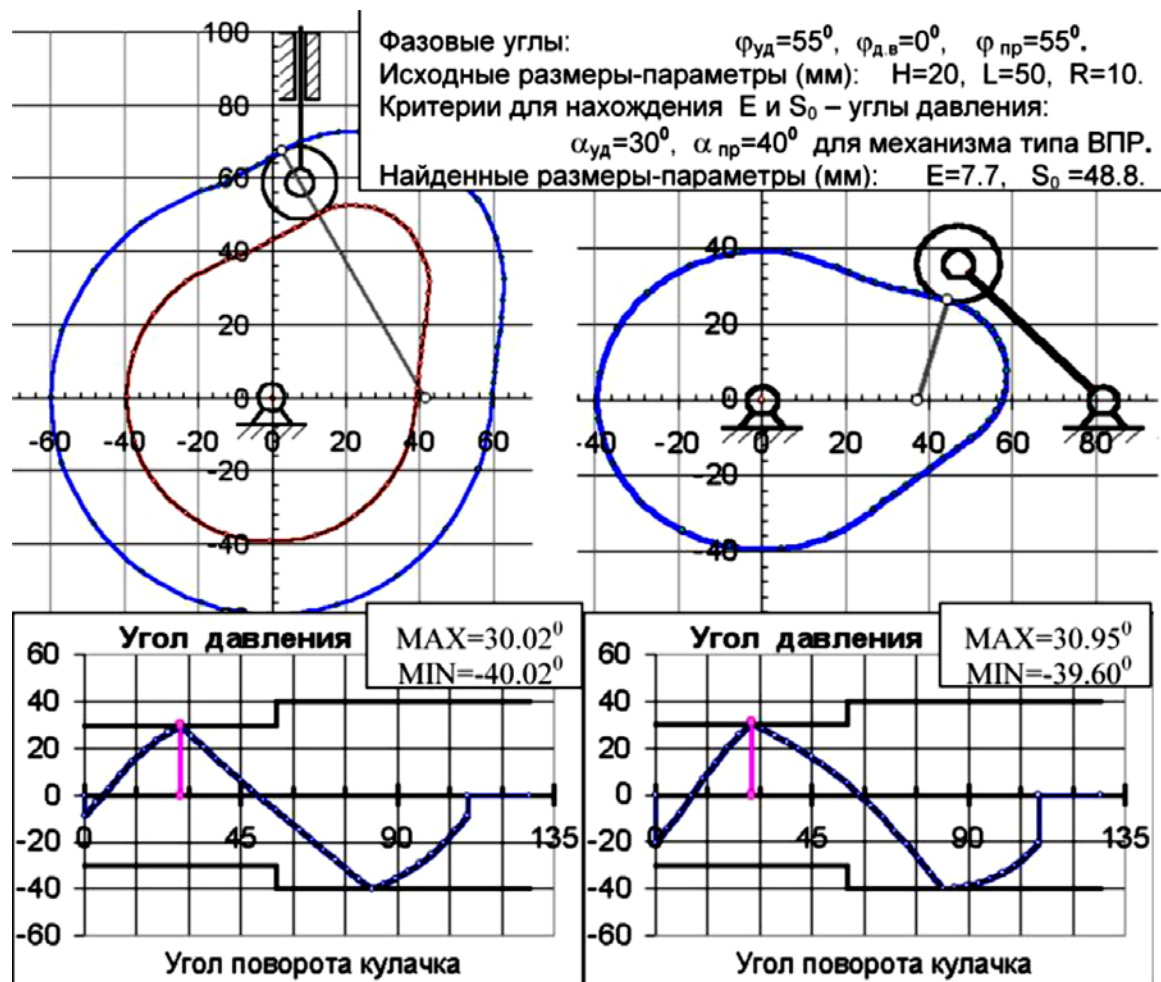 Фазовые углы: φуд=55⁰, φд.в=0⁰, φ пр=55⁰.
Исходные размеры-параметры (мм): H=20, L=50, R=10.
Критерии для нахождения E и S₀ – углы давления:
αуд=30⁰, α пр=40⁰ для механизма типа ВПР.
Найденные размеры-параметры (мм): E=7.7, S₀ =48.8.
100
80
60
40
20
0
-20
-40
-60 -40 -20 0 20 40 60
40
20
0
-20
-40
-40 -20 0 20 40 60 80
Угол давления
MAX=30.02⁰
MIN=-40.02⁰
60
40
20
0
-20
-40
-60
0 45 90 135
Угол поворота кулачка
Угол давления
MAX=30.95⁰
MIN=-39.60⁰
60
40
20
0
-20
-40
-60
0 45 90 135
Угол поворота кулачка